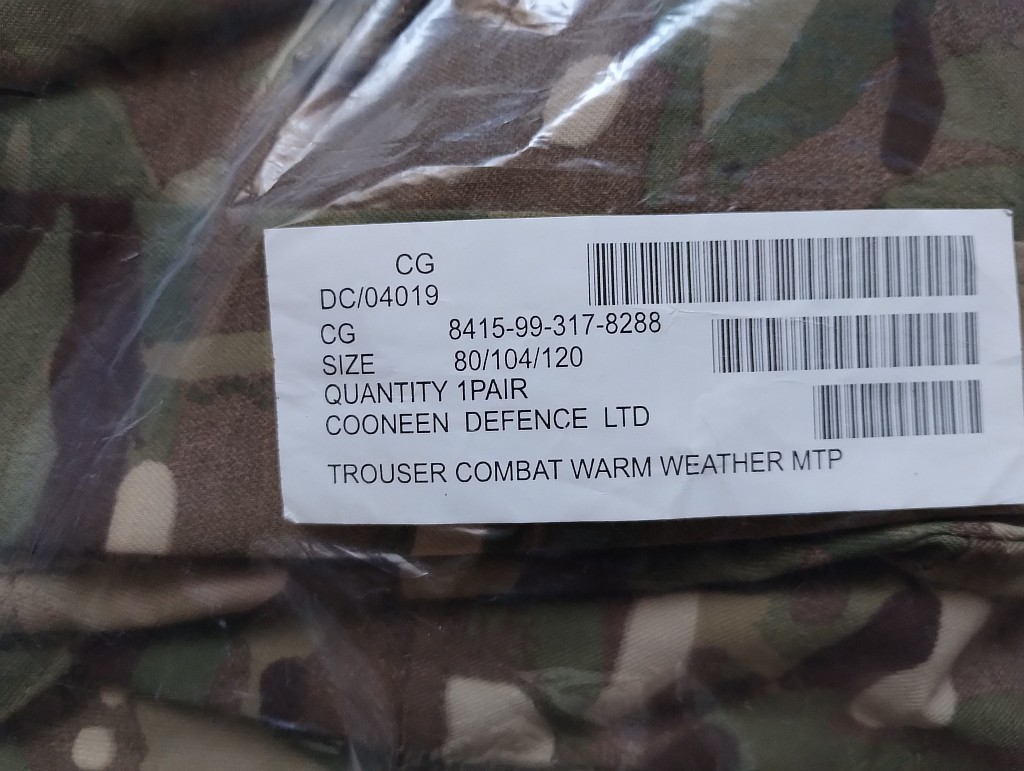 CG
DC/04019
CG 8415-99-317-8288
SIZE 80/104/120
QUANTITY 1PAIR
COONEEN DEFENCE LTD
TROUSER COMBAT WARM WEATHER MTP